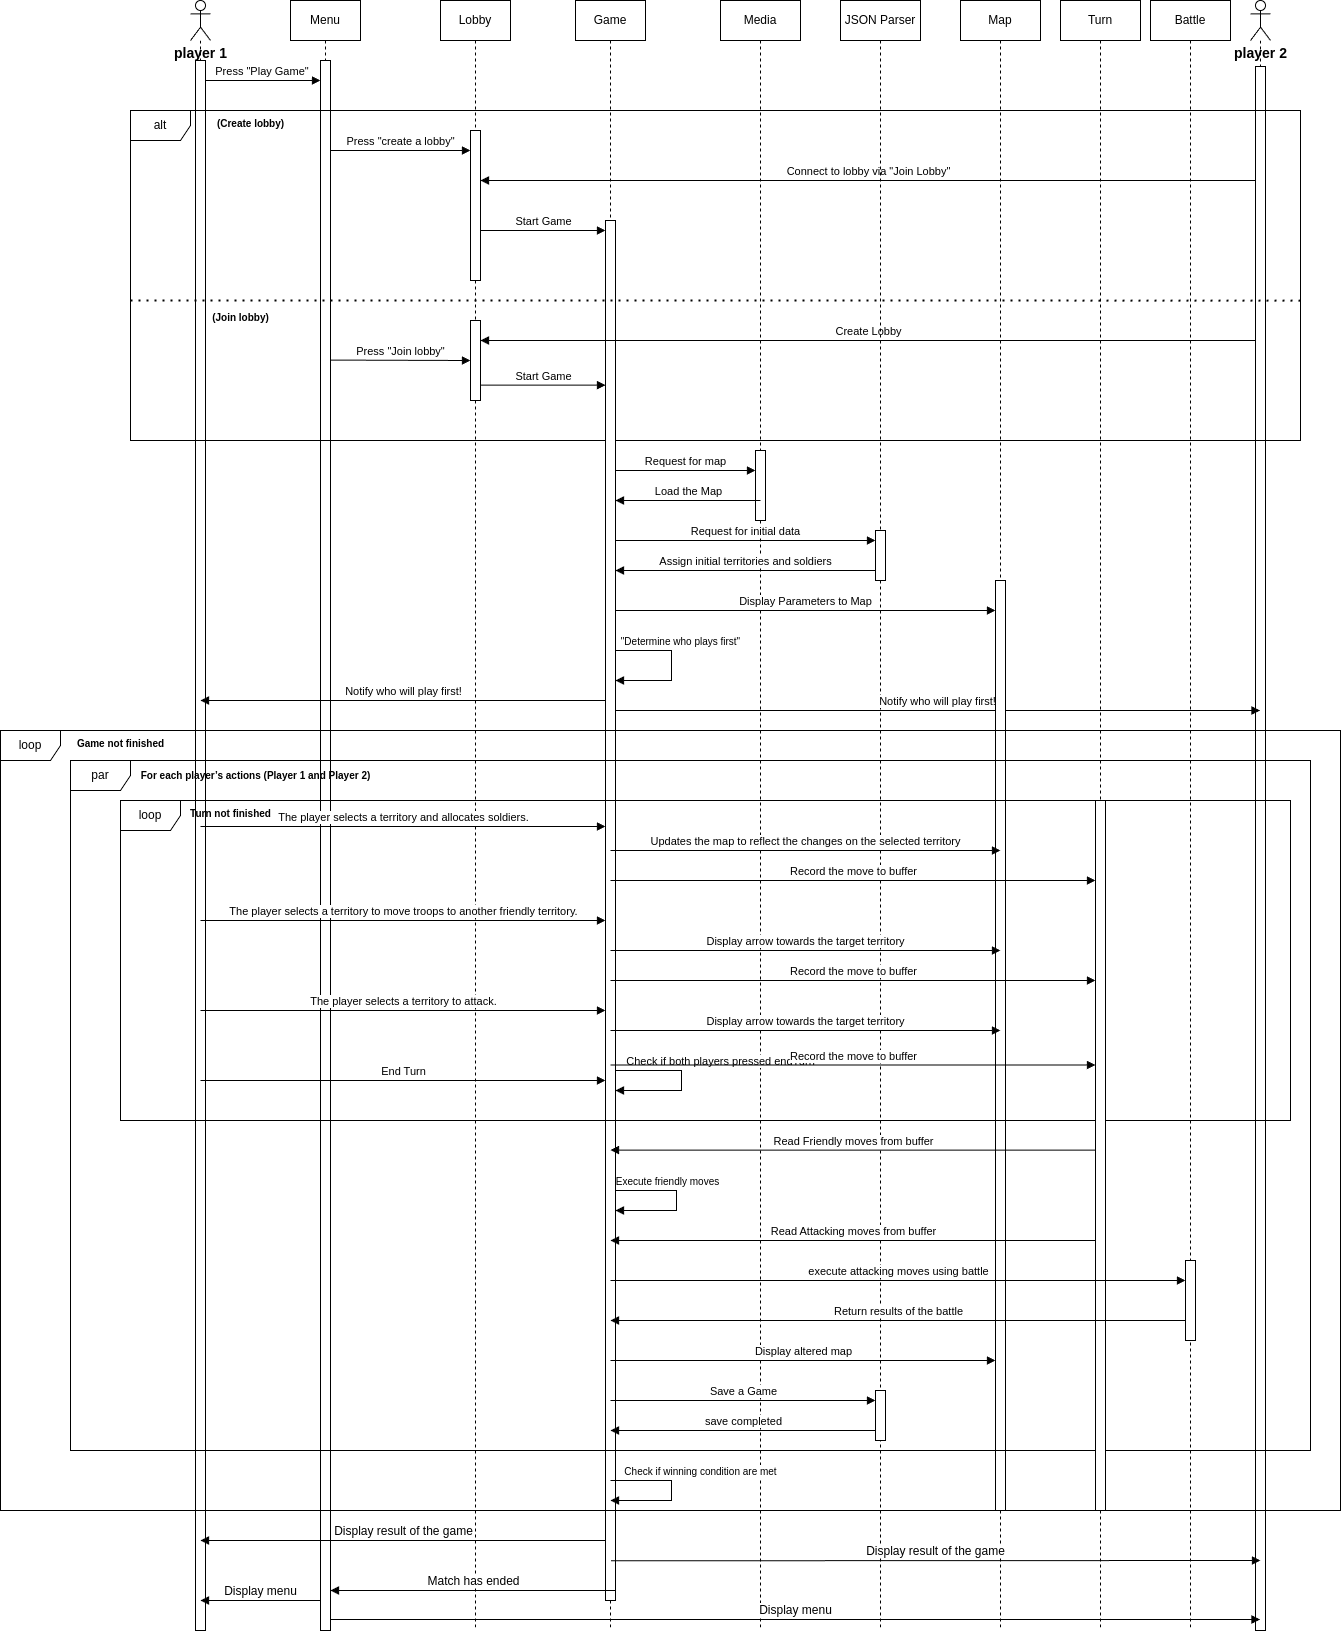 Menu
Lobby
Game
Media
JSON Parser
Map
Turn
Battle
player 1
player 2
Press "Play Game"
alt
(Create lobby)
Press "create a lobby"
Connect to lobby via "Join Lobby"
Start Game
(Join lobby)
Create Lobby
Press "Join lobby"
Start Game
Request for map
Load the Map
Request for initial data
Assign initial territories and soldiers
Display Parameters to Map
"Determine who plays first"
Notify who will play first!
Notify who will play first!
loop
Game not finished
par
For each player's actions (Player 1 and Player 2)
loop
Turn not finished
The player selects a territory and allocates soldiers.
Updates the map to reflect the changes on the selected territory
Record the move to buffer
The player selects a territory to move troops to another friendly territory.
Display arrow towards the target territory
Record the move to buffer
The player selects a territory to attack.
Display arrow towards the target territory
Record the move to buffer
Check if both players pressed end
End Turn
Read Friendly moves from buffer
Execute friendly moves
Read Attacking moves from buffer
execute attacking moves using battle
Return results of the battle
Display altered map
Save a Game
save completed
Check if winning condition are met
Display result of the game
Display result of the game
Match has ended
Display menu
Display menu